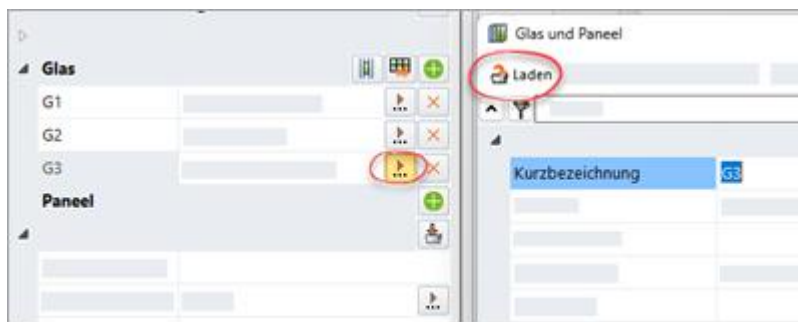 Glas
G1
G2
G3
Paneel
Glas und Paneel
Laden
Kurzbezeichnung G3